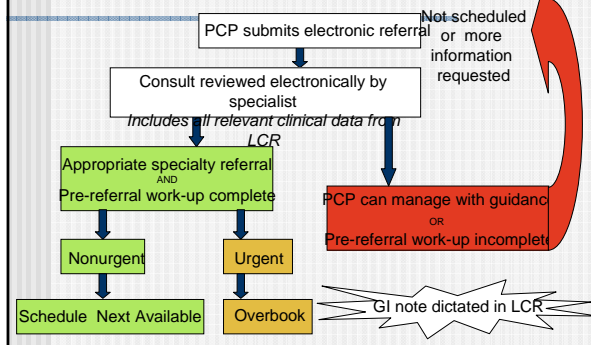 PCP submits electronic referral
Not scheduled
or more
information
requested
Consult reviewed electronically by
specialist
Includes all relevant clinical data from
LCR
Appropriate specialty referral
AND
Pre-referral work-up complete
PCP can manage with guidance
OR
Pre-referral work-up incomplete
Nonurgent
Urgent
Schedule Next Available
Overbook
GI note dictated in LCR